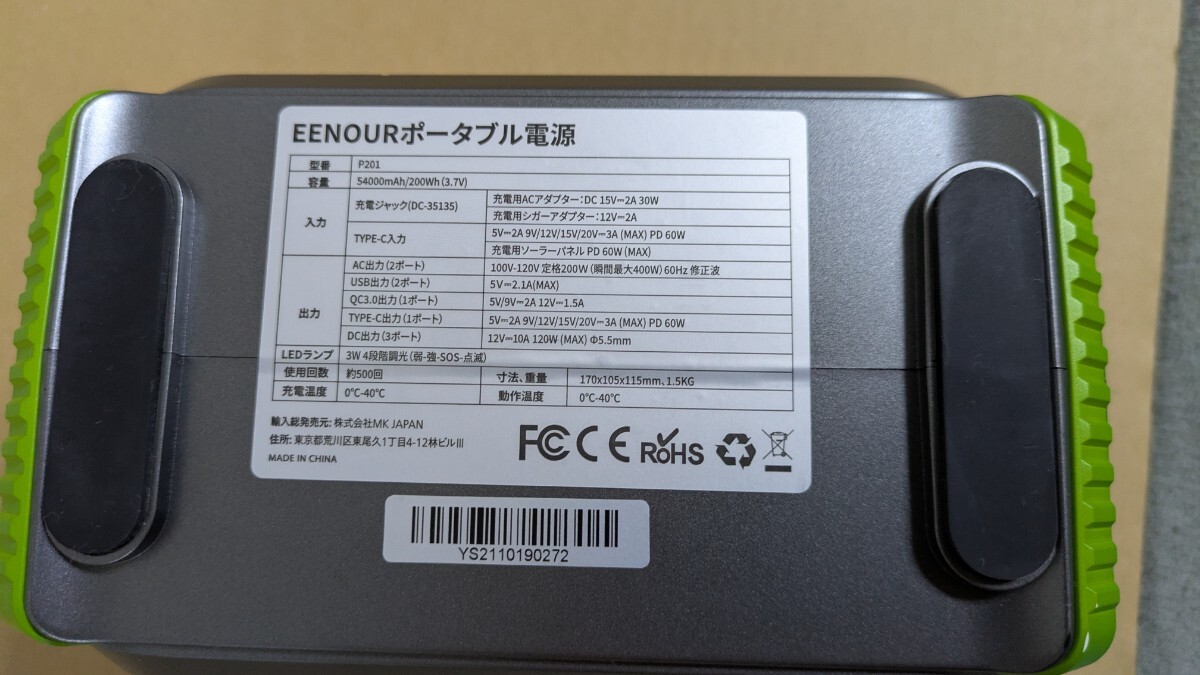 EENOURポータブル電源
型番 P201
容量 54000mAh/200Wh (3.7V)
入力 充電ジャック(DC-35135) 充電用ACアダプター：DC 15V⎓2A 30W
充電用シガーアダプター：12V⎓2A
TYPE-C入力 5V⎓2A 9V/12V/15V/20V⎓3A (MAX) PD 60W
充電用ソーラーパネル PD 60W (MAX)
出力 AC出力（2ポート） 100V-120V 定格200W（瞬間最大400W）60Hz 修正波
USB出力（2ポート） 5V⎓2.1A(MAX)
QC3.0出力（1ポート） 5V/9V⎓2A 12V⎓1.5A
TYPE-C出力（1ポート） 5V⎓2A 9V/12V/15V/20V⎓3A (MAX) PD 60W
DC出力（3ポート） 12V⎓10A 120W (MAX) Φ5.5mm
LEDランプ 3W 4段階調光（弱-強-SOS-点滅）
使用回数 約500回 寸法、重量 170x105x115mm、1.5KG
充電温度 0℃-40℃ 動作温度 0℃-40℃
輸入総発売元: 株式会社MK JAPAN
住所: 東京都荒川区東尾久1丁目4-12林ビルⅢ
MADE IN CHINA
FC CE RoHS
YS2110190272